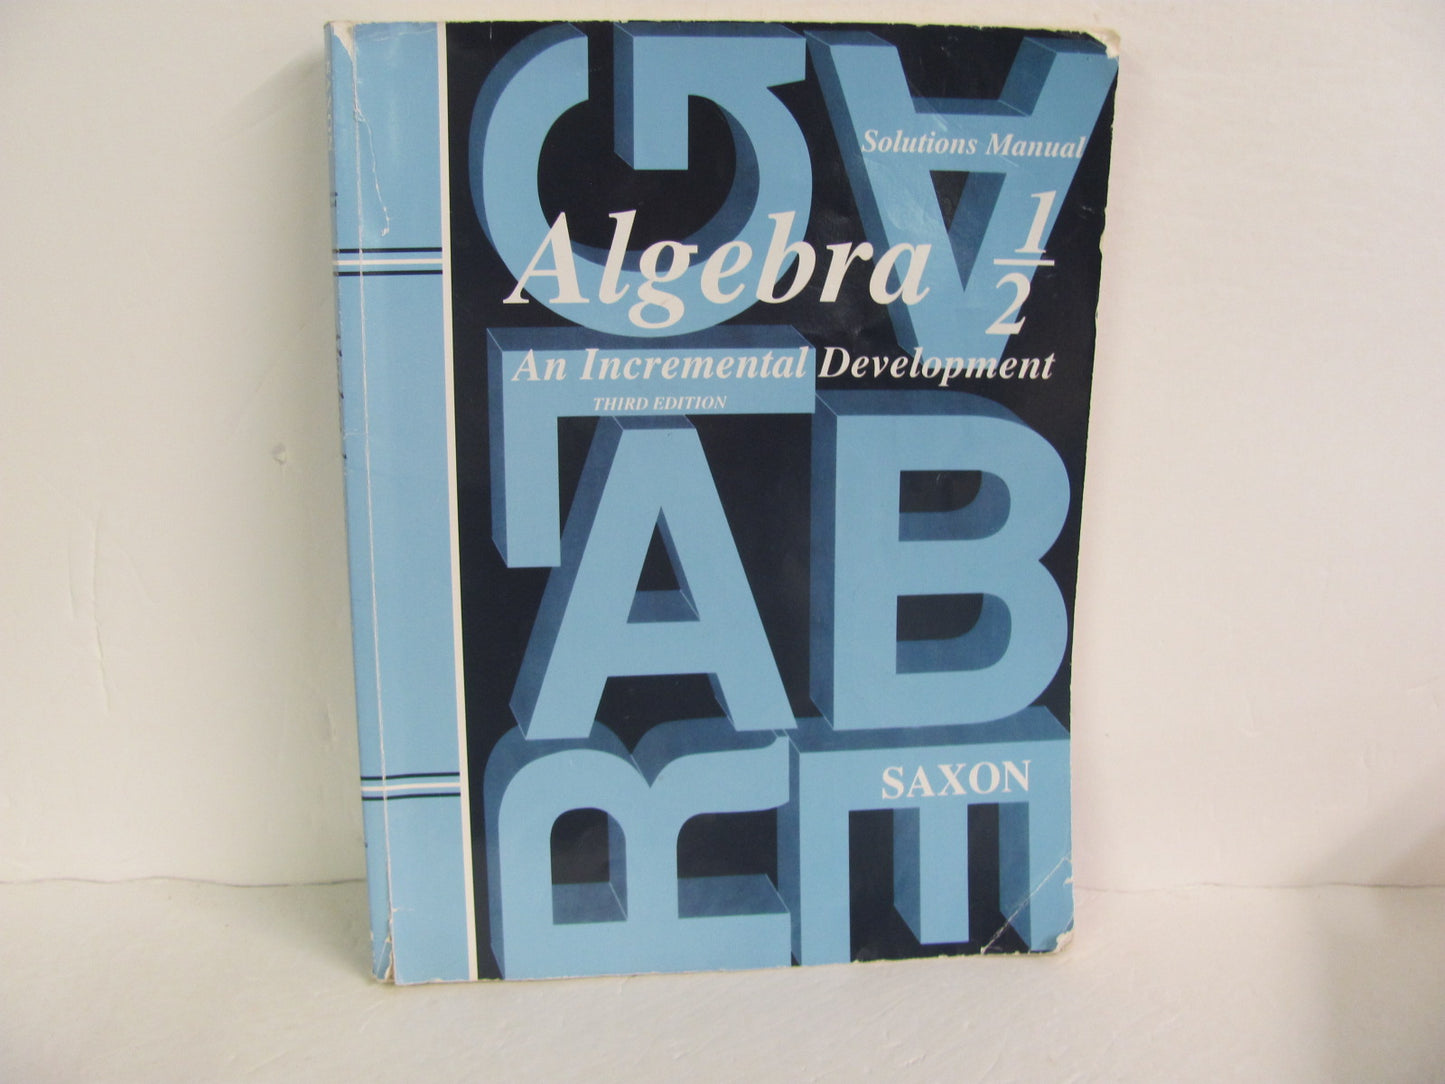 Solutions Manual
Algebra 1/2
An Incremental Development
THIRD EDITION
SAXON
G A
L A B
R E